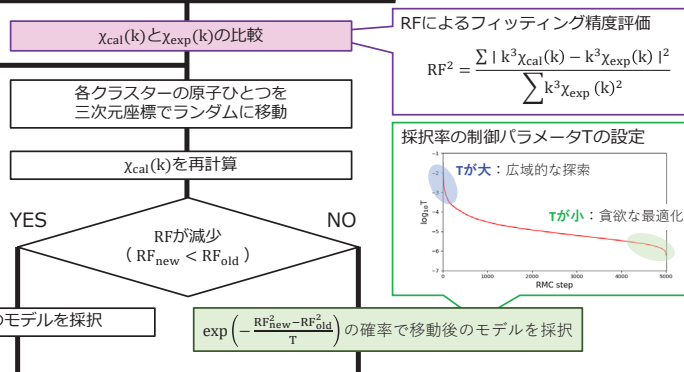 χcal(k)とχexp(k)の比較
RFによるフィッティング精度評価
RF² = ∑ | k³χcal(k) − k³χexp(k) |² / ∑ k³χexp (k)²
各クラスターの原子ひとつを
三次元座標でランダムに移動
χcal(k)を再計算
採択率の制御パラメータTの設定
Tが大：広域的な探索
Tが小：貪欲な最適化
log₁₀T
−1
−2
−3
−4
−5
−6
−7
0 1000 2000 3000 4000 5000
RMC step
YES
NO
RFが減少
( RFnew < RFold )
のモデルを採択
exp (− (RF²new−RF²old) / T) の確率で移動後のモデルを採択